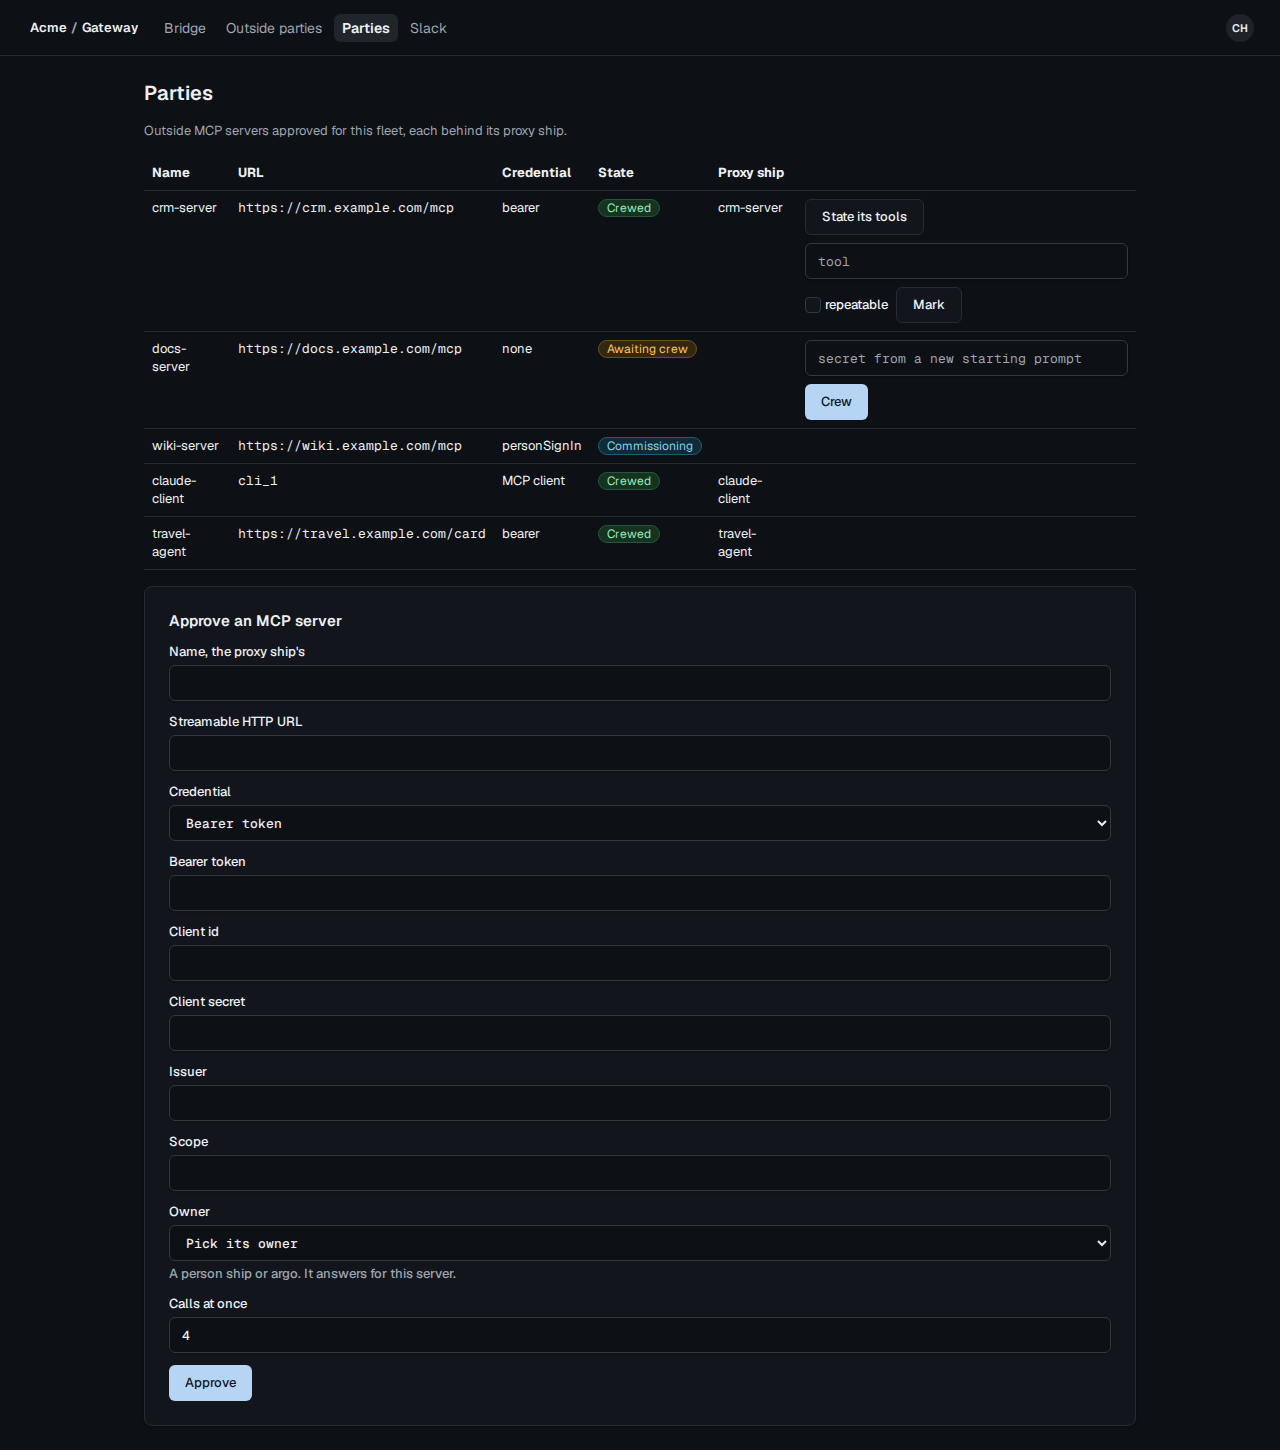 Acme / Gateway Bridge Outside parties Parties Slack CH
Parties
Outside MCP servers approved for this fleet, each behind its proxy ship.
Name URL Credential State Proxy ship
crm-server https://crm.example.com/mcp bearer Crewed crm-server State its tools
tool
repeatable Mark
docs-server https://docs.example.com/mcp none Awaiting crew secret from a new starting prompt
Crew
wiki-server https://wiki.example.com/mcp personSignIn Commissioning
claude-client cli_1 MCP client Crewed claude-client
travel-agent https://travel.example.com/card bearer Crewed travel-agent
Approve an MCP server
Name, the proxy ship's
Streamable HTTP URL
Credential
Bearer token
Bearer token
Client id
Client secret
Issuer
Scope
Owner
Pick its owner
A person ship or argo. It answers for this server.
Calls at once
4
Approve